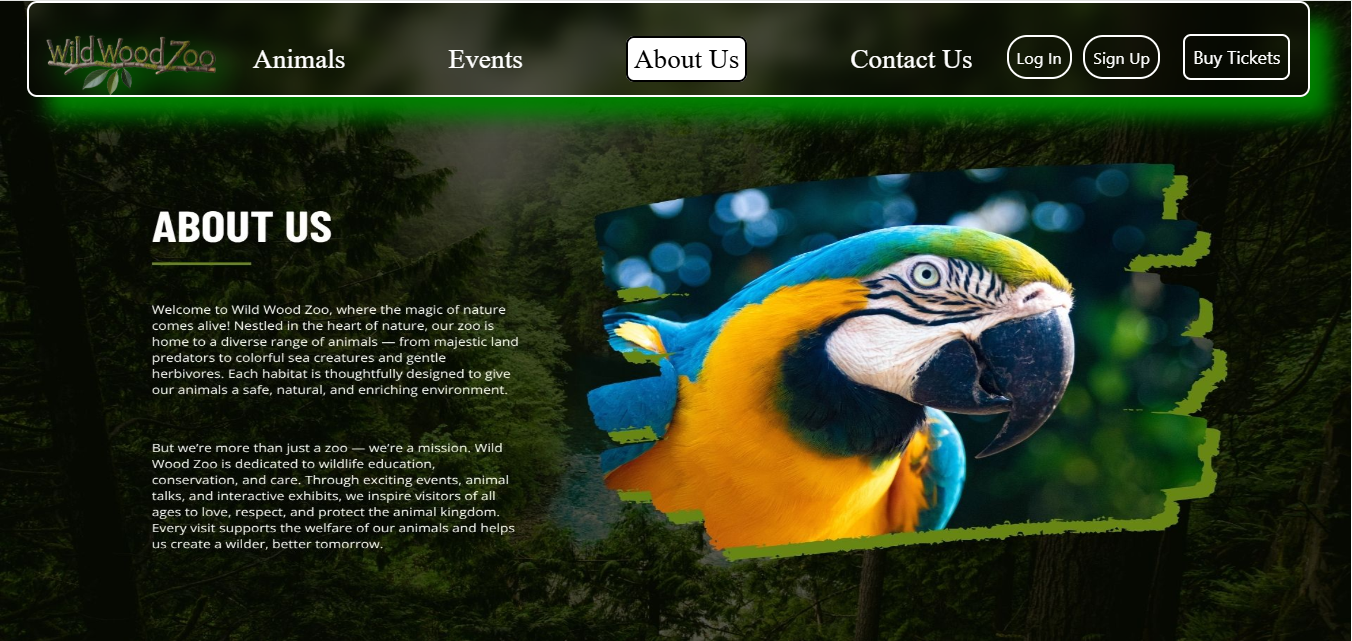 Wild Wood Zoo
Animals
Events
About Us
Contact Us
Log In
Sign Up
Buy Tickets
ABOUT US
Welcome to Wild Wood Zoo, where the magic of nature
comes alive! Nestled in the heart of nature, our zoo is
home to a diverse range of animals — from majestic land
predators to colorful sea creatures and gentle
herbivores. Each habitat is thoughtfully designed to give
our animals a safe, natural, and enriching environment.
But we’re more than just a zoo — we’re a mission. Wild
Wood Zoo is dedicated to wildlife education,
conservation, and care. Through exciting events, animal
talks, and interactive exhibits, we inspire visitors of all
ages to love, respect, and protect the animal kingdom.
Every visit supports the welfare of our animals and helps
us create a wilder, better tomorrow.